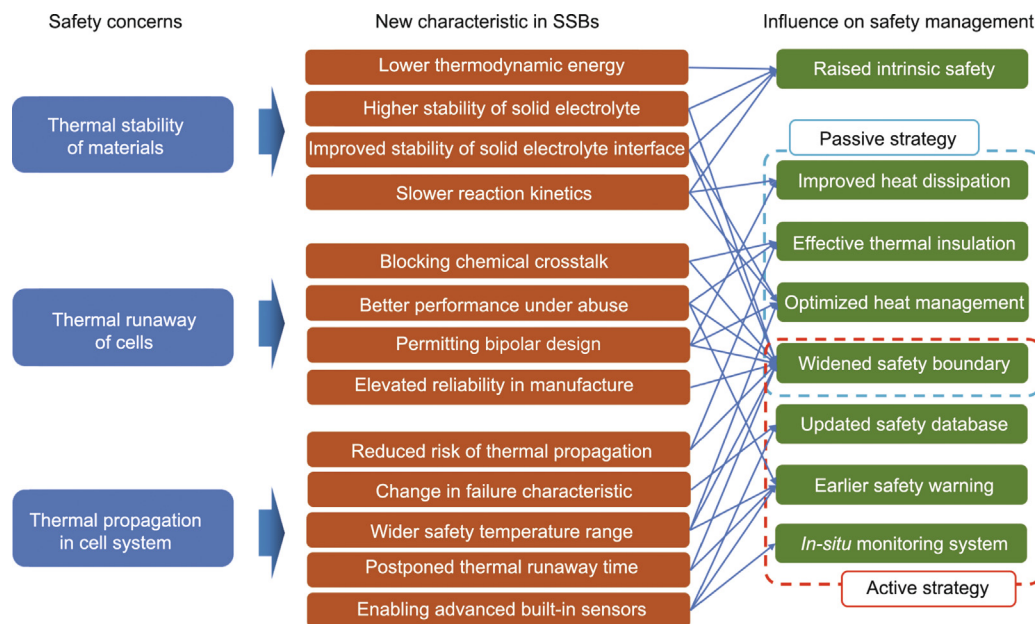 Safety concerns
New characteristic in SSBs
Influence on safety management
Thermal stability
of materials
Lower thermodynamic energy
Higher stability of solid electrolyte
Improved stability of solid electrolyte interface
Slower reaction kinetics
Thermal runaway
of cells
Blocking chemical crosstalk
Better performance under abuse
Permitting bipolar design
Elevated reliability in manufacture
Thermal propagation
in cell system
Reduced risk of thermal propagation
Change in failure characteristic
Wider safety temperature range
Postponed thermal runaway time
Enabling advanced built-in sensors
Raised intrinsic safety
Passive strategy
Improved heat dissipation
Effective thermal insulation
Optimized heat management
Widened safety boundary
Updated safety database
Earlier safety warning
In-situ monitoring system
Active strategy